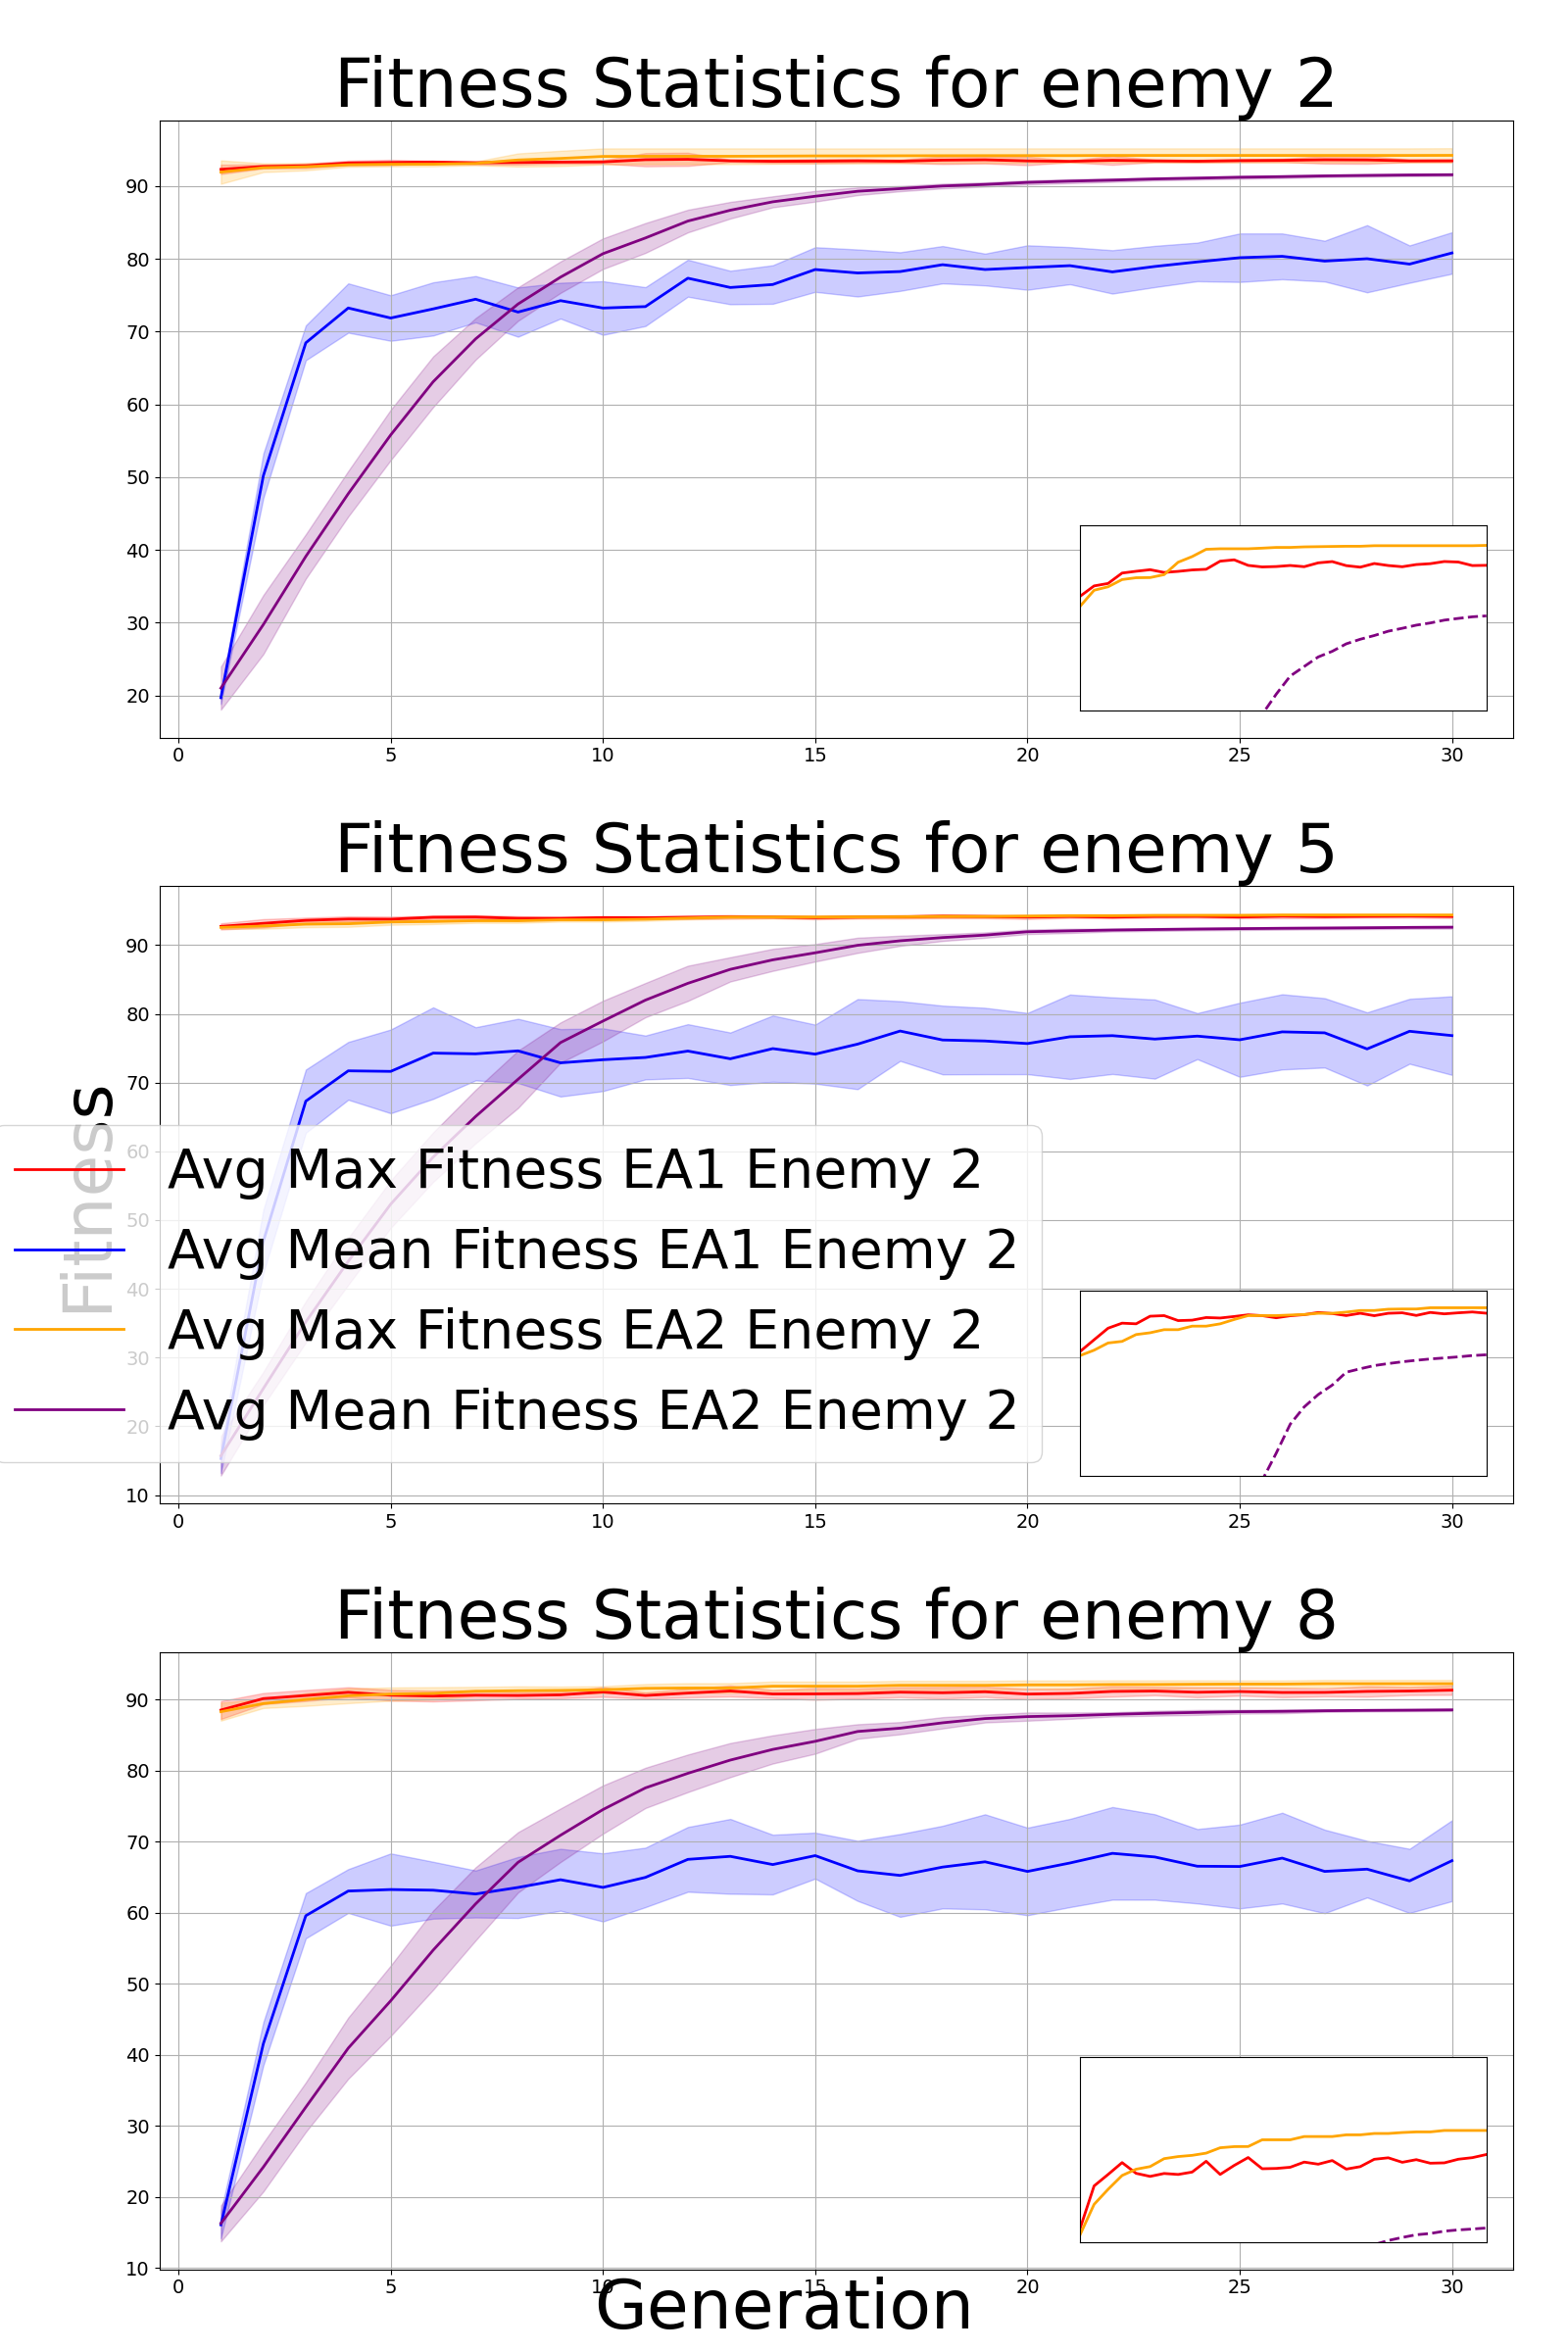 Fitness Statistics for enemy 2
90
80
70
60
50
40
30
20
0 5 10 15 20 25 30
Fitness Statistics for enemy 5
90
80
70
60
50
40
30
20
10
0 5 10 15 20 25 30
Fitness
Avg Max Fitness EA1 Enemy 2
Avg Mean Fitness EA1 Enemy 2
Avg Max Fitness EA2 Enemy 2
Avg Mean Fitness EA2 Enemy 2
Fitness Statistics for enemy 8
90
80
70
60
50
40
30
20
10
0 5 10 15 20 25 30
Generation